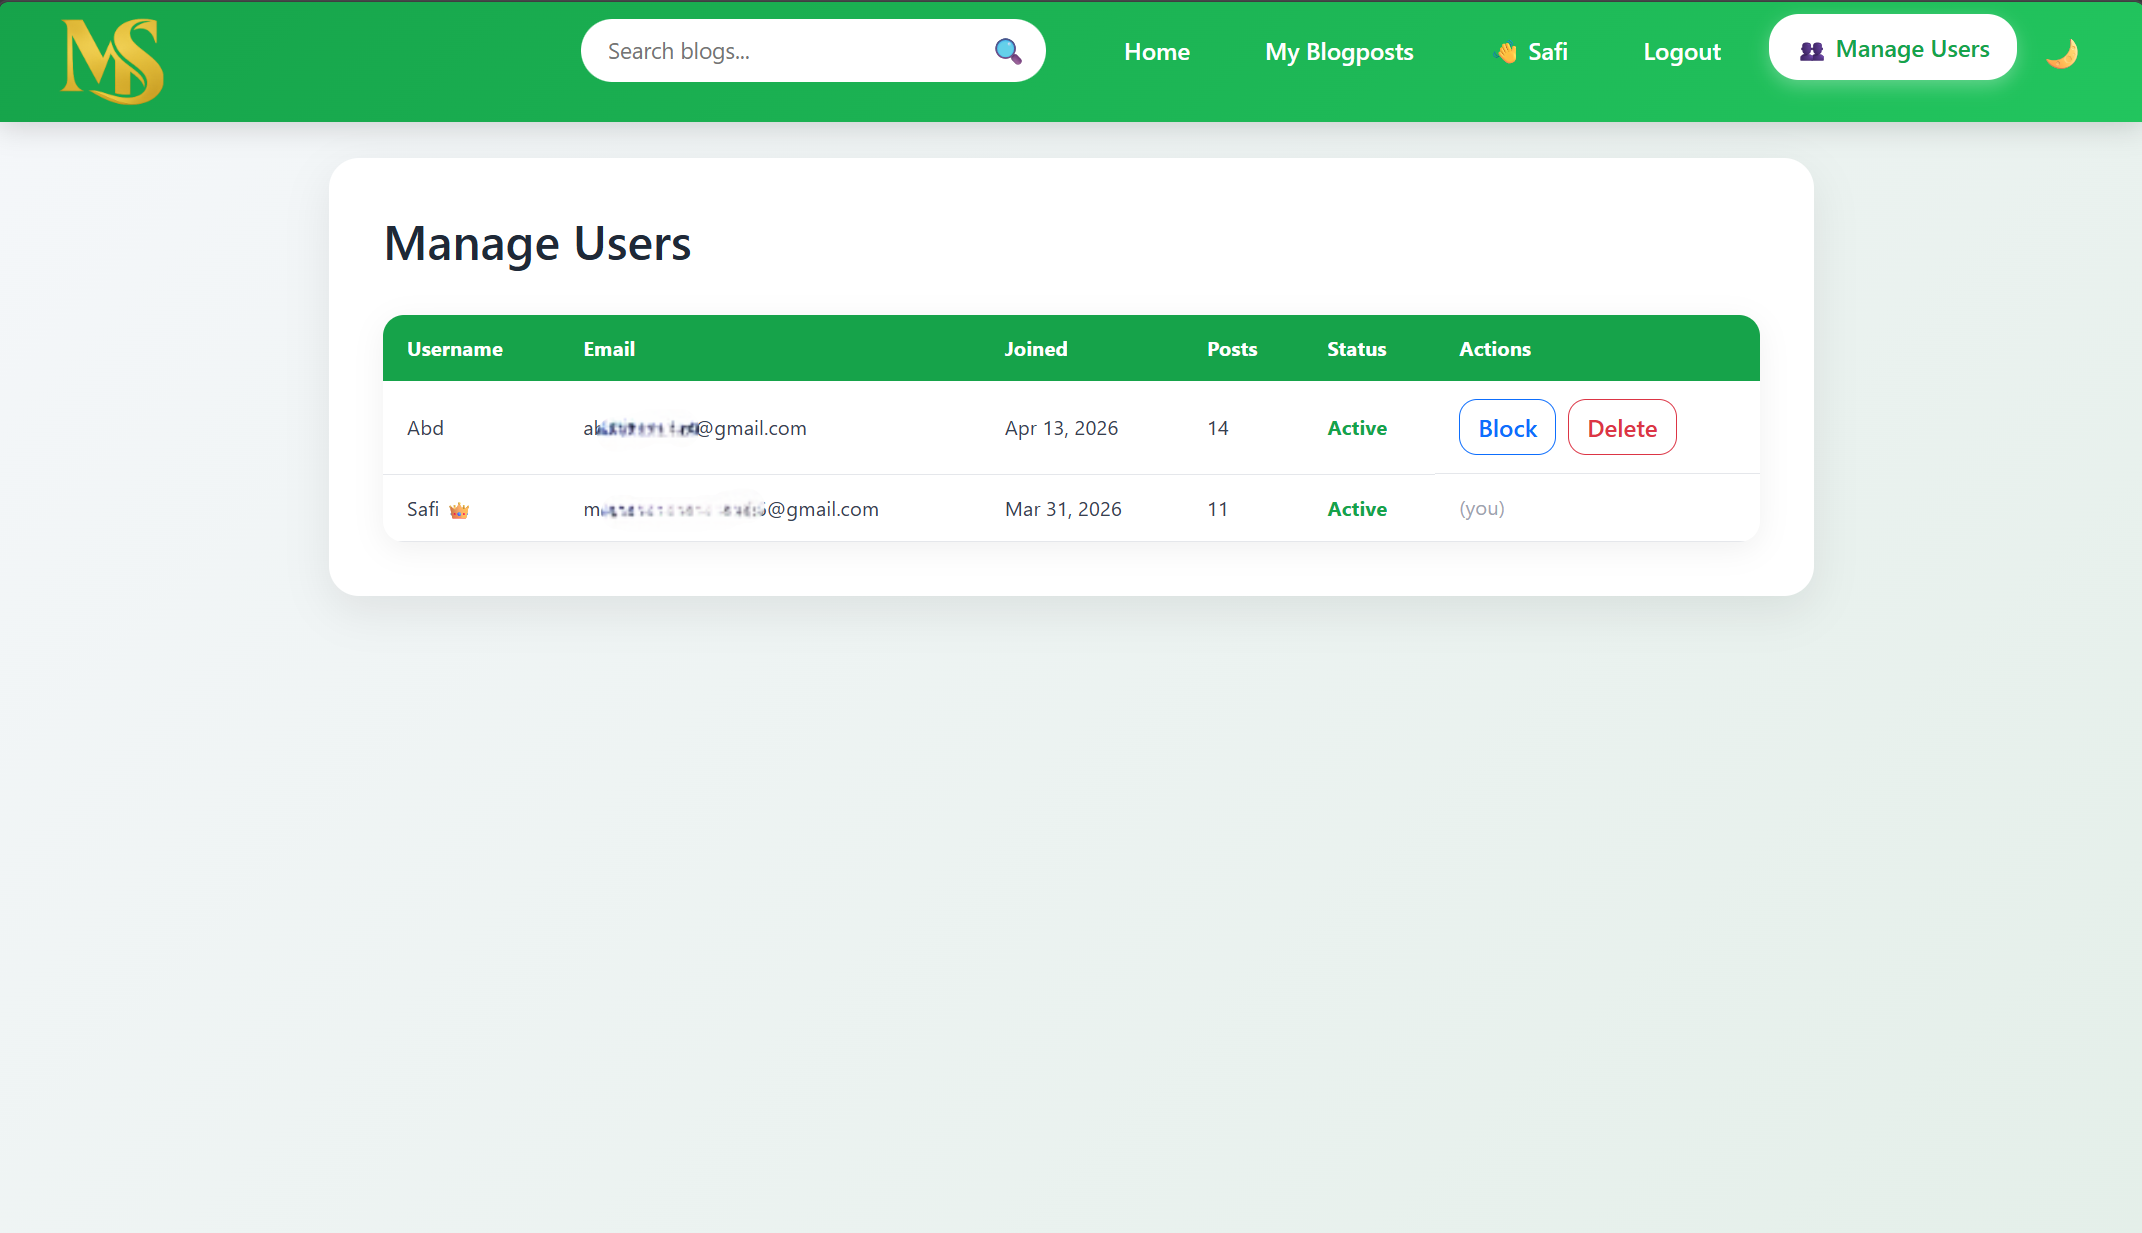 MS
Search blogs...
Home
My Blogposts
👋 Safi
Logout
👥 Manage Users
Manage Users
Username Email Joined Posts Status Actions
Abd @gmail.com Apr 13, 2026 14 Active Block Delete
Safi 👑 @gmail.com Mar 31, 2026 11 Active (you)